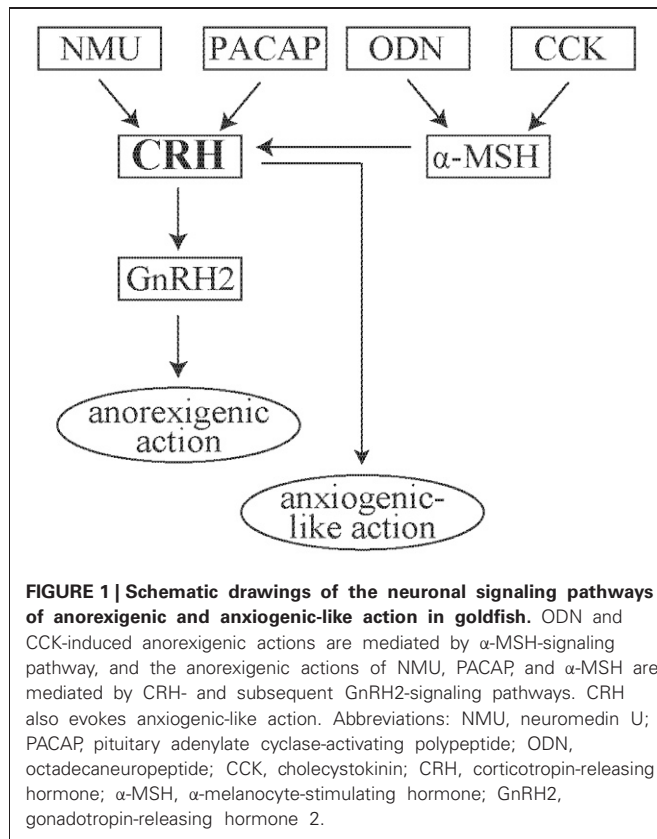 NMU PACAP ODN CCK
CRH α-MSH
GnRH2
anorexigenic
action
anxiogenic-
like action
FIGURE 1 | Schematic drawings of the neuronal signaling pathways
of anorexigenic and anxiogenic-like action in goldfish. ODN and
CCK-induced anorexigenic actions are mediated by α-MSH-signaling
pathway, and the anorexigenic actions of NMU, PACAP, and α-MSH are
mediated by CRH- and subsequent GnRH2-signaling pathways. CRH
also evokes anxiogenic-like action. Abbreviations: NMU, neuromedin U;
PACAP, pituitary adenylate cyclase-activating polypeptide; ODN,
octadecaneuropeptide; CCK, cholecystokinin; CRH, corticotropin-releasing
hormone; α-MSH, α-melanocyte-stimulating hormone; GnRH2,
gonadotropin-releasing hormone 2.